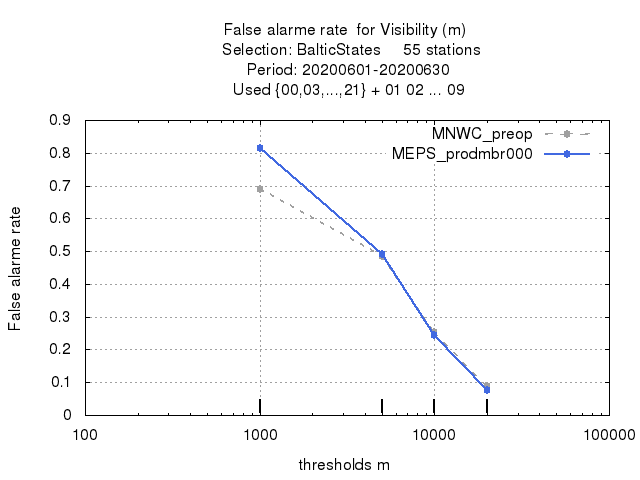 False alarme rate  for Visibility (m)
Selection: BalticStates     55 stations
Period: 20200601-20200630
Used {00,03,...,21} + 01 02 ... 09
MNWC_preop
MEPS_prodmbr000
0.9
0.8
0.7
0.6
0.5
0.4
0.3
0.2
0.1
0
False alarme rate
100
1000
10000
100000
thresholds m